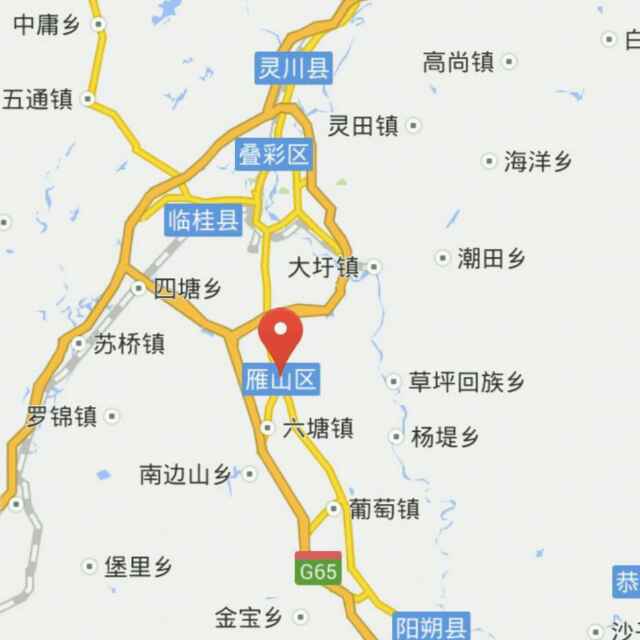 中庸乡
白
灵川县
高尚镇
五通镇
灵田镇
叠彩区
海洋乡
临桂县
大圩镇
潮田乡
四塘乡
苏桥镇
雁山区
草坪回族乡
罗锦镇
六塘镇
杨堤乡
南边山乡
葡萄镇
堡里乡
G65
恭
金宝乡
阳朔县
沙